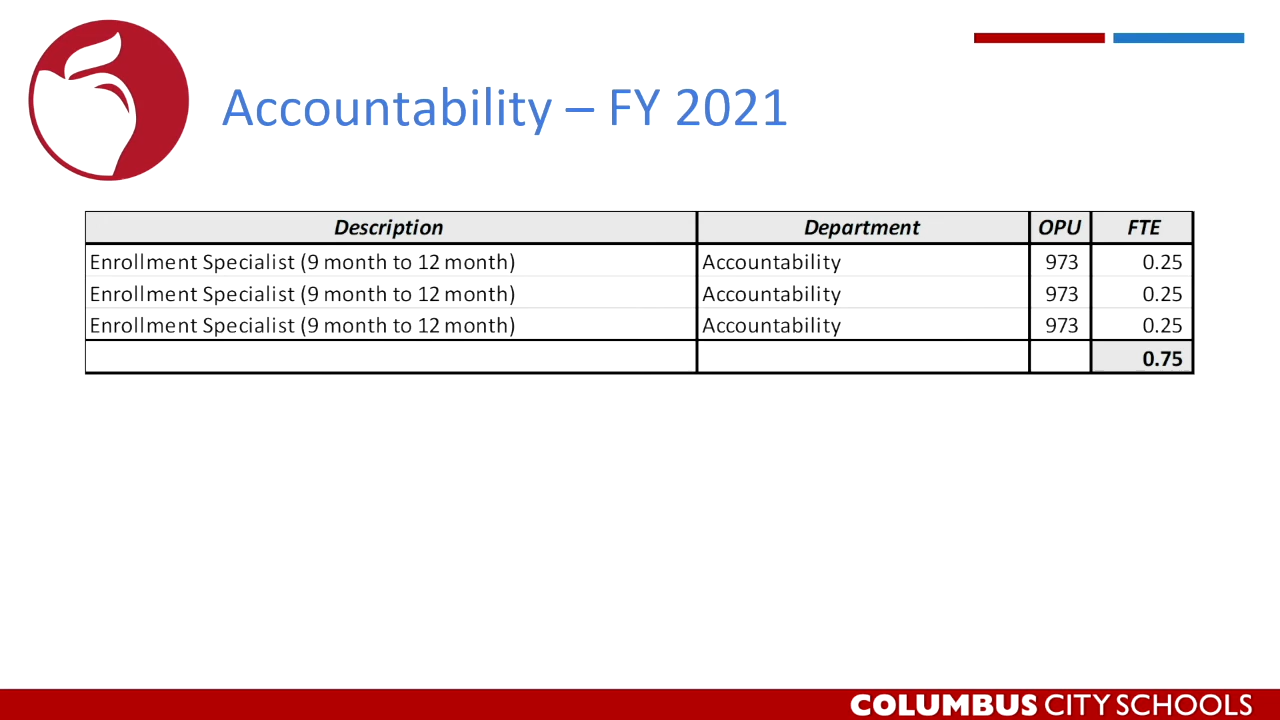 Accountability – FY 2021
Description Department OPU FTE
Enrollment Specialist (9 month to 12 month) Accountability 973 0.25
Enrollment Specialist (9 month to 12 month) Accountability 973 0.25
Enrollment Specialist (9 month to 12 month) Accountability 973 0.25
0.75
COLUMBUS CITY SCHOOLS